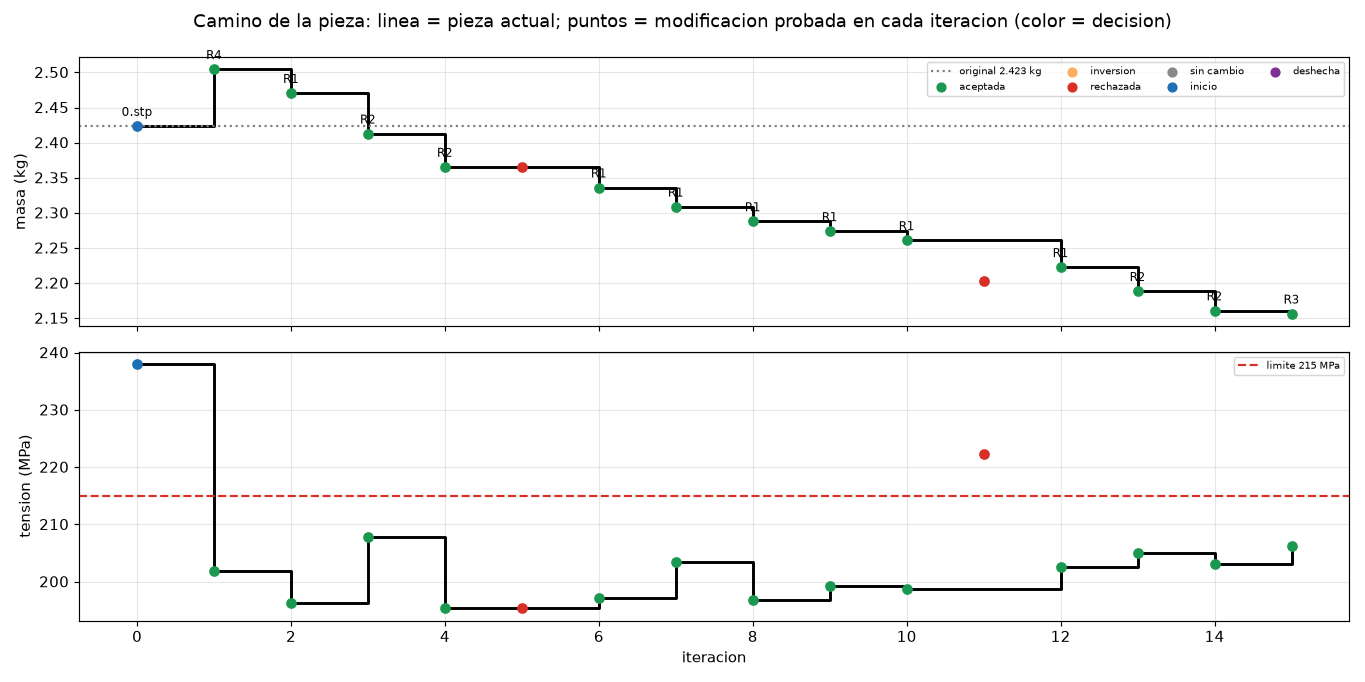 Camino de la pieza: linea = pieza actual; puntos = modificacion probada en cada iteracion (color = decision)
masa (kg)
2.50
2.45
2.40
2.35
2.30
2.25
2.20
2.15
0.stp
R4
R1
R2
R2
R1
R1
R1
R1
R1
R1
R2
R2
R3
original 2.423 kg
aceptada
inversion
rechazada
sin cambio
inicio
deshecha
tension (MPa)
240
230
220
210
200
limite 215 MPa
0 2 4 6 8 10 12 14
iteracion